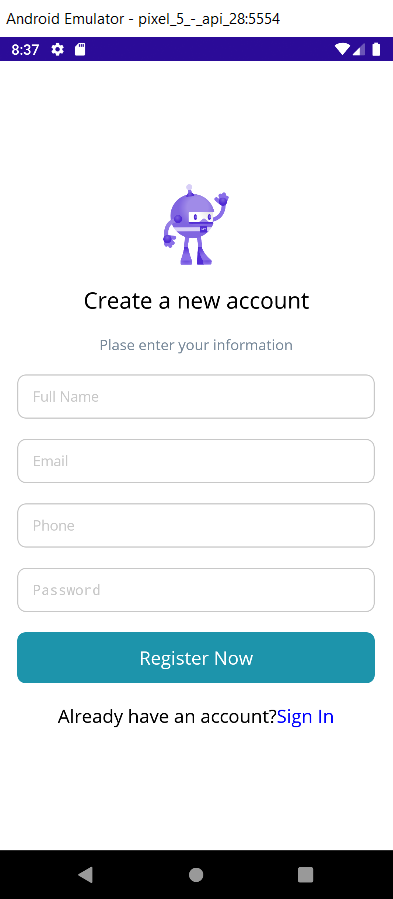 Android Emulator - pixel_5_-_api_28:5554
8:37
Create a new account
Plase enter your information
Full Name
Email
Phone
Password
Register Now
Already have an account?Sign In